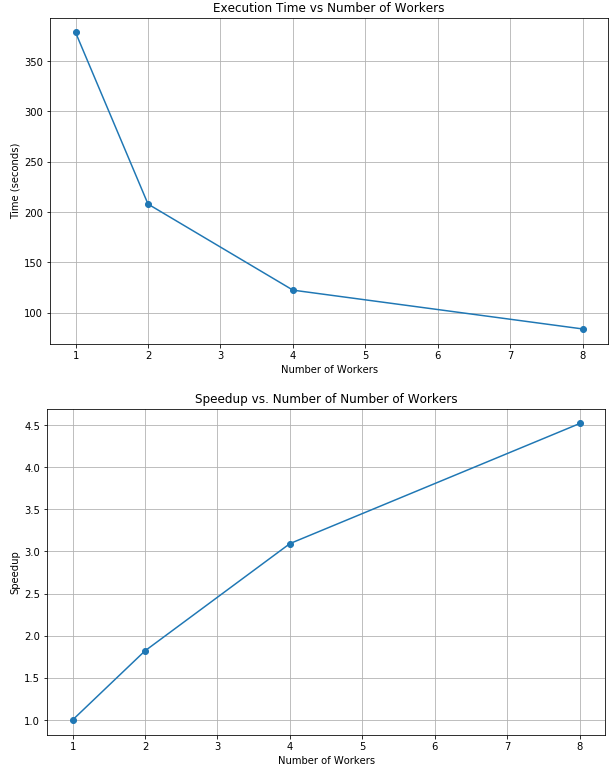 Execution Time vs Number of Workers
350
300
250
200
150
100
Time (seconds)
1 2 3 4 5 6 7 8
Number of Workers
Speedup vs. Number of Number of Workers
4.5
4.0
3.5
3.0
2.5
2.0
1.5
1.0
Speedup
1 2 3 4 5 6 7 8
Number of Workers